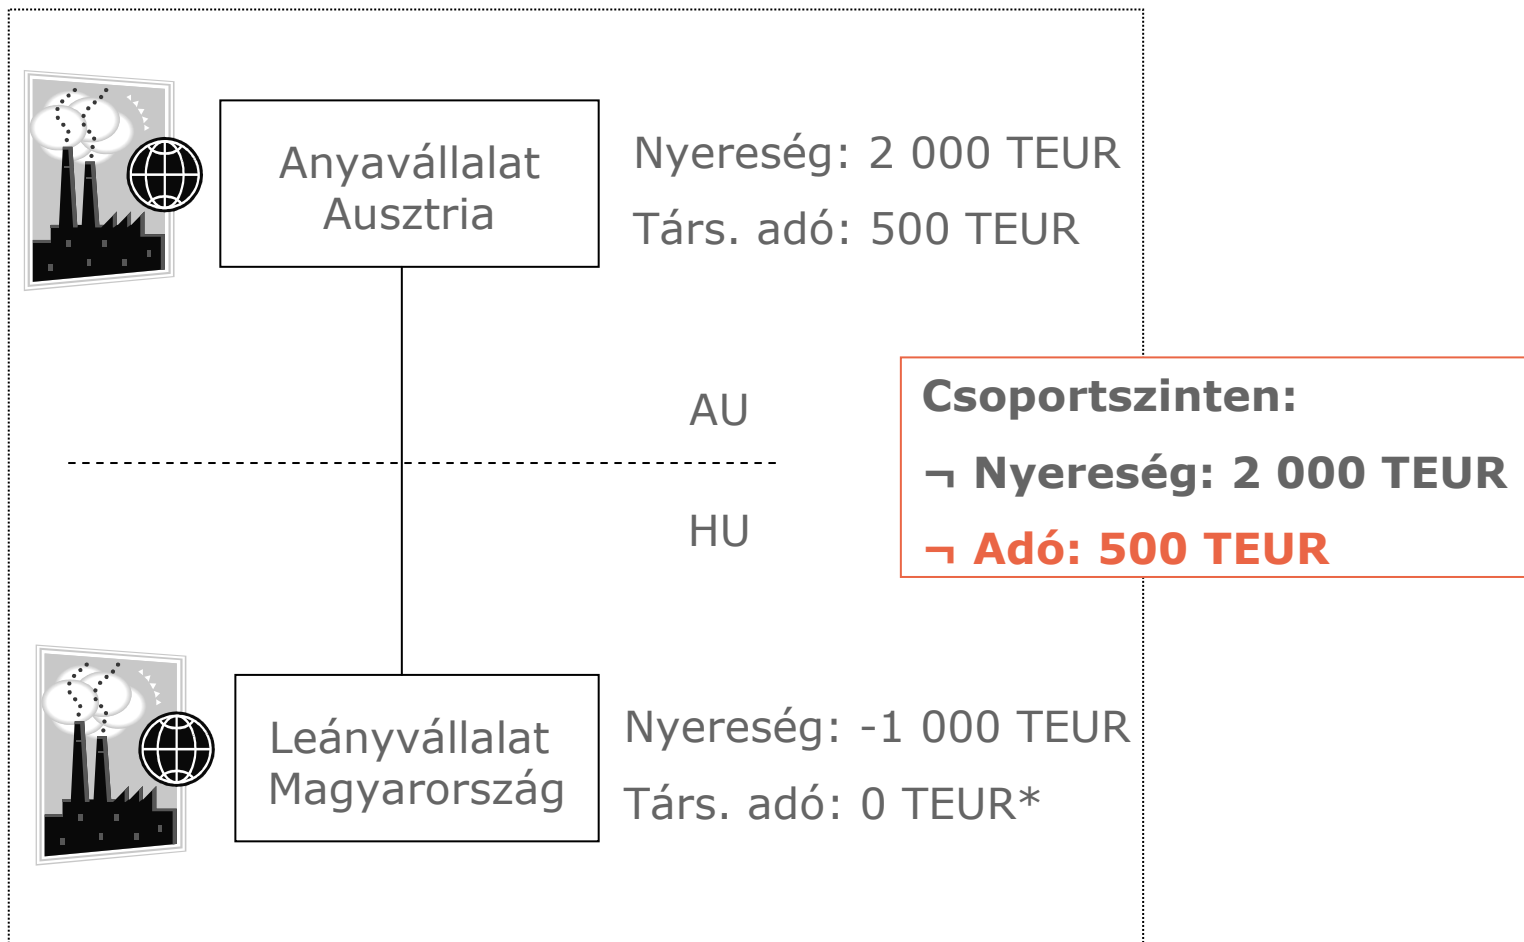 Anyavállalat
Ausztria
Nyereség: 2 000 TEUR
Társ. adó: 500 TEUR
AU
HU
Csoportszinten:
¬ Nyereség: 2 000 TEUR
¬ Adó: 500 TEUR
Leányvállalat
Magyarország
Nyereség: -1 000 TEUR
Társ. adó: 0 TEUR*